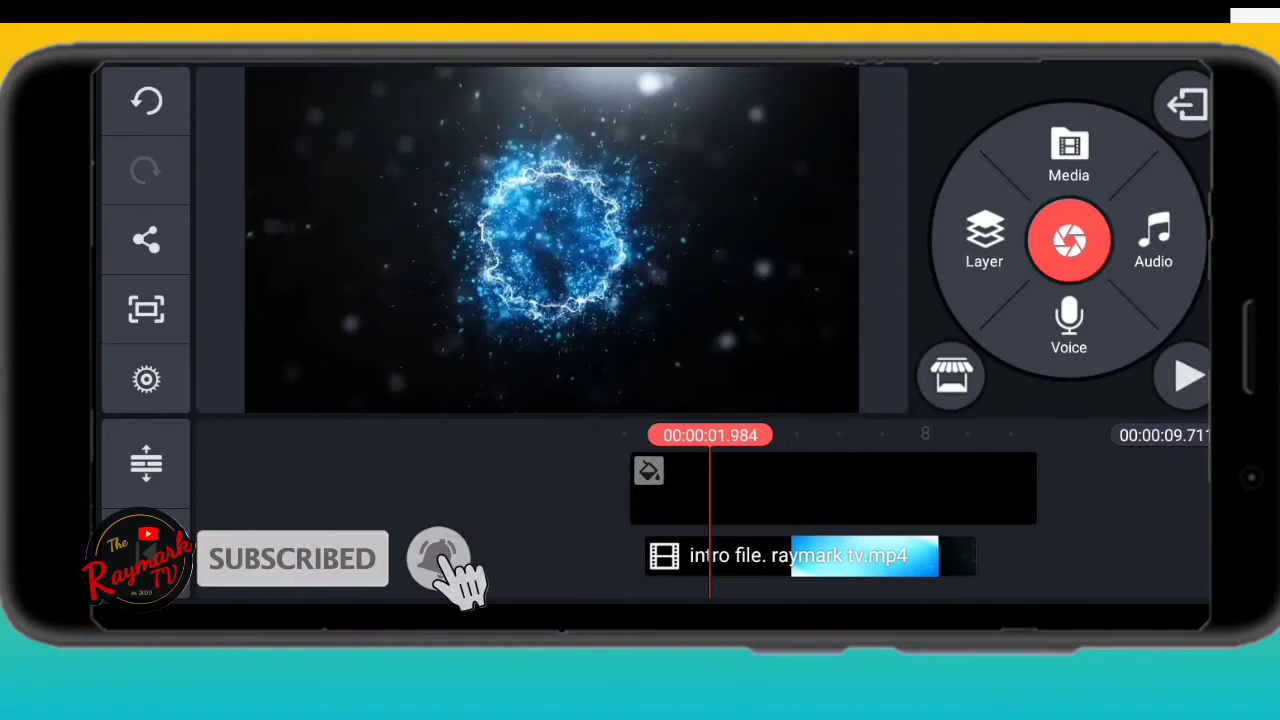 Media
Layer
Audio
Voice
00:00:01.984
8
00:00:09.711
intro file. raymark tv.mp4
The
Raymark
TV
SUBSCRIBED